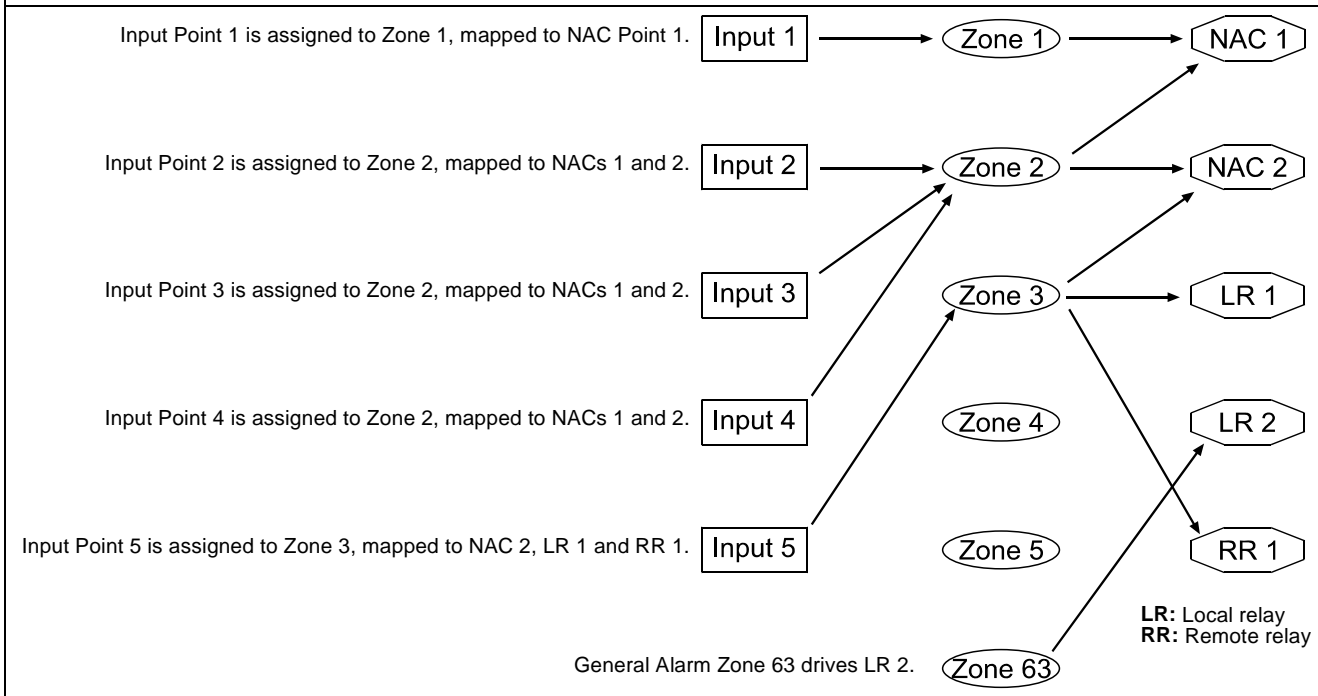 Input Point 1 is assigned to Zone 1, mapped to NAC Point 1. Input 1 Zone 1 NAC 1
Input Point 2 is assigned to Zone 2, mapped to NACs 1 and 2. Input 2 Zone 2 NAC 2
Input Point 3 is assigned to Zone 2, mapped to NACs 1 and 2. Input 3 Zone 3 LR 1
Input Point 4 is assigned to Zone 2, mapped to NACs 1 and 2. Input 4 Zone 4 LR 2
Input Point 5 is assigned to Zone 3, mapped to NAC 2, LR 1 and RR 1. Input 5 Zone 5 RR 1
LR: Local relay
RR: Remote relay
General Alarm Zone 63 drives LR 2. Zone 63